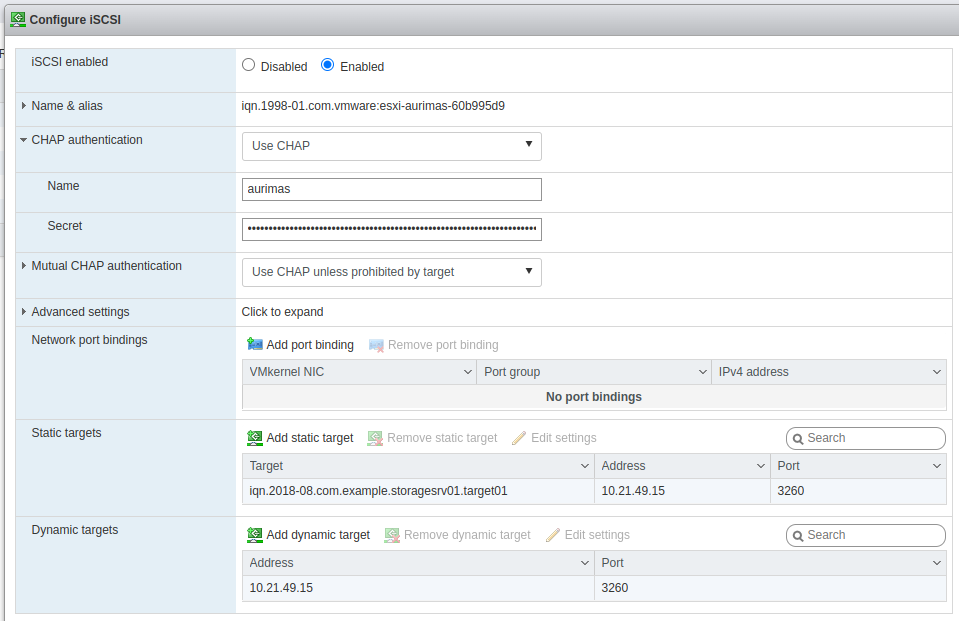 Configure iSCSI
iSCSI enabled
Disabled Enabled
Name & alias iqn.1998-01.com.vmware:esxi-aurimas-60b995d9
CHAP authentication Use CHAP
Name aurimas
Secret ••••••••••••••••••••••••••••••••••••••••••••••••••••••••••••••••••••••
Mutual CHAP authentication Use CHAP unless prohibited by target
Advanced settings Click to expand
Network port bindings
Add port binding Remove port binding
VMkernel NIC Port group IPv4 address
No port bindings
Static targets
Add static target Remove static target Edit settings Search
Target Address Port
iqn.2018-08.com.example.storagesrv01.target01 10.21.49.15 3260
Dynamic targets
Add dynamic target Remove dynamic target Edit settings Search
Address Port
10.21.49.15 3260